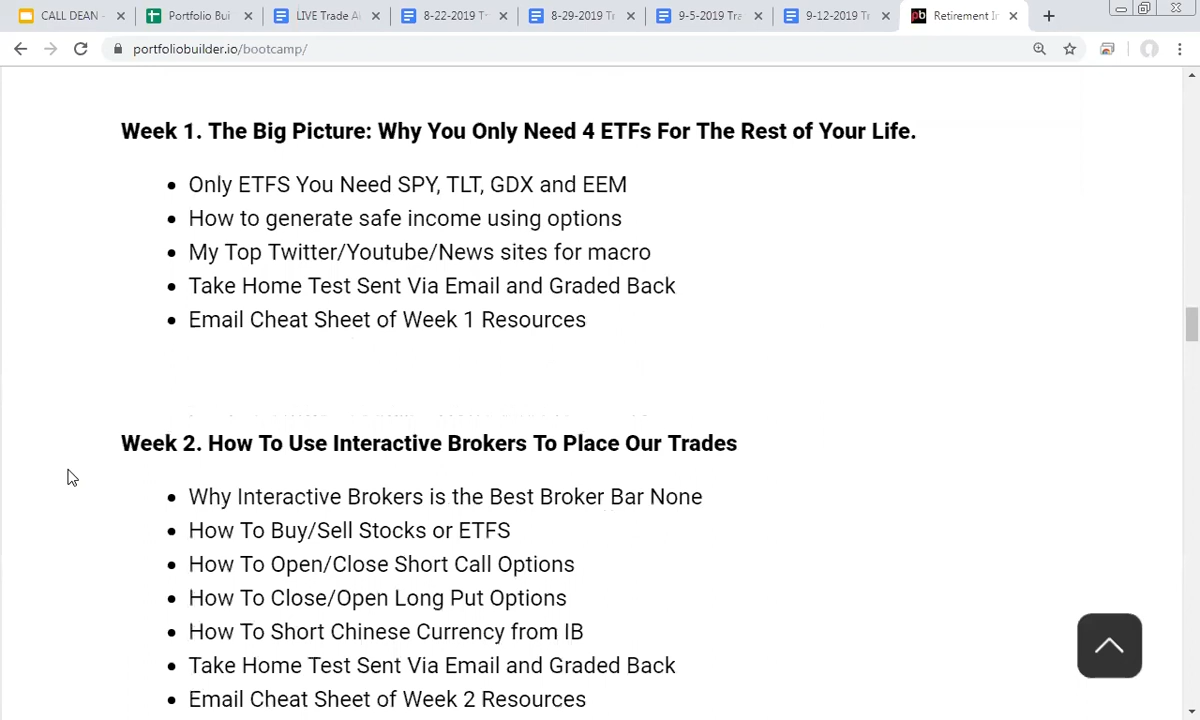 CALL DEAN -
Portfolio Bui
LIVE Trade Al
8-22-2019 Tr
8-29-2019 Tr
9-5-2019 Tra
9-12-2019 Tr
pb
Retirement Ir
portfoliobuilder.io/bootcamp/
Week 1. The Big Picture: Why You Only Need 4 ETFs For The Rest of Your Life.
Only ETFS You Need SPY, TLT, GDX and EEM
How to generate safe income using options
My Top Twitter/Youtube/News sites for macro
Take Home Test Sent Via Email and Graded Back
Email Cheat Sheet of Week 1 Resources
Week 2. How To Use Interactive Brokers To Place Our Trades
Why Interactive Brokers is the Best Broker Bar None
How To Buy/Sell Stocks or ETFS
How To Open/Close Short Call Options
How To Close/Open Long Put Options
How To Short Chinese Currency from IB
Take Home Test Sent Via Email and Graded Back
Email Cheat Sheet of Week 2 Resources